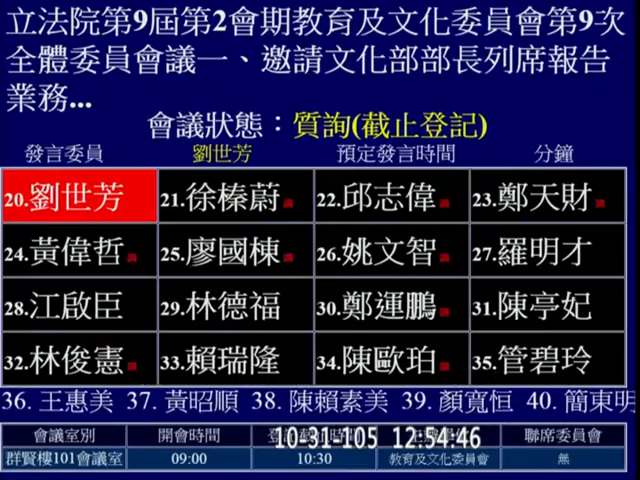 立法院第9屆第2會期教育及文化委員會第9次
全體委員會議一、邀請文化部部長列席報告
業務...
會議狀態：質詢(截止登記)
發言委員 劉世芳 預定發言時間 分鐘
20.劉世芳 21.徐榛蔚 22.邱志偉 23.鄭天財
24.黃偉哲 25.廖國棟 26.姚文智 27.羅明才
28.江啟臣 29.林德福 30.鄭運鵬 31.陳亭妃
32.林俊憲 33.賴瑞隆 34.陳歐珀 35.管碧玲
36. 王惠美 37. 黃昭順 38. 陳賴素美 39. 顏寬恒 40. 簡東明
會議室別 開會時間 聯席委員會
10-31-105 12:54:46
群賢樓101會議室 09:00 10:30 教育及文化委員會 無